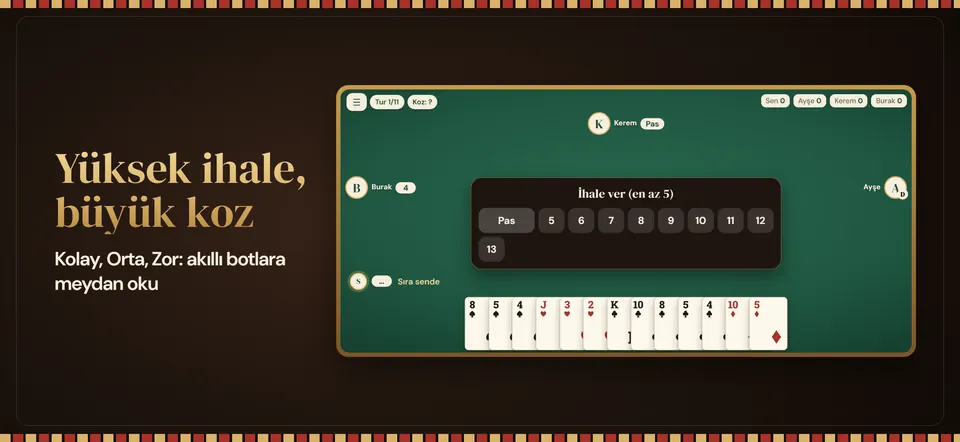 Yüksek ihale,
büyük koz
Kolay, Orta, Zor: akıllı botlara
meydan oku
☰ Tur 1/11 Koz: ?
Sen 0 Ayşe 0 Kerem 0 Burak 0
K Kerem Pas
B Burak 4
Ayşe A D
İhale ver (en az 5)
Pas 5 6 7 8 9 10 11 12
13
S ... Sıra sende
8♠ 5♠ 4♠ J♥ 3♥ 2♥ K♣ 10♣ 8♣ 5♣ 4♣ 10♦ 5♦